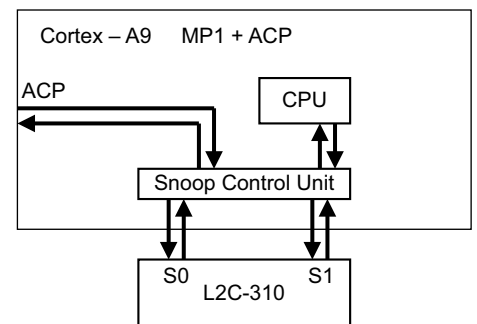 Cortex – A9 MP1 + ACP
ACP
CPU
Snoop Control Unit
S0 S1
L2C-310